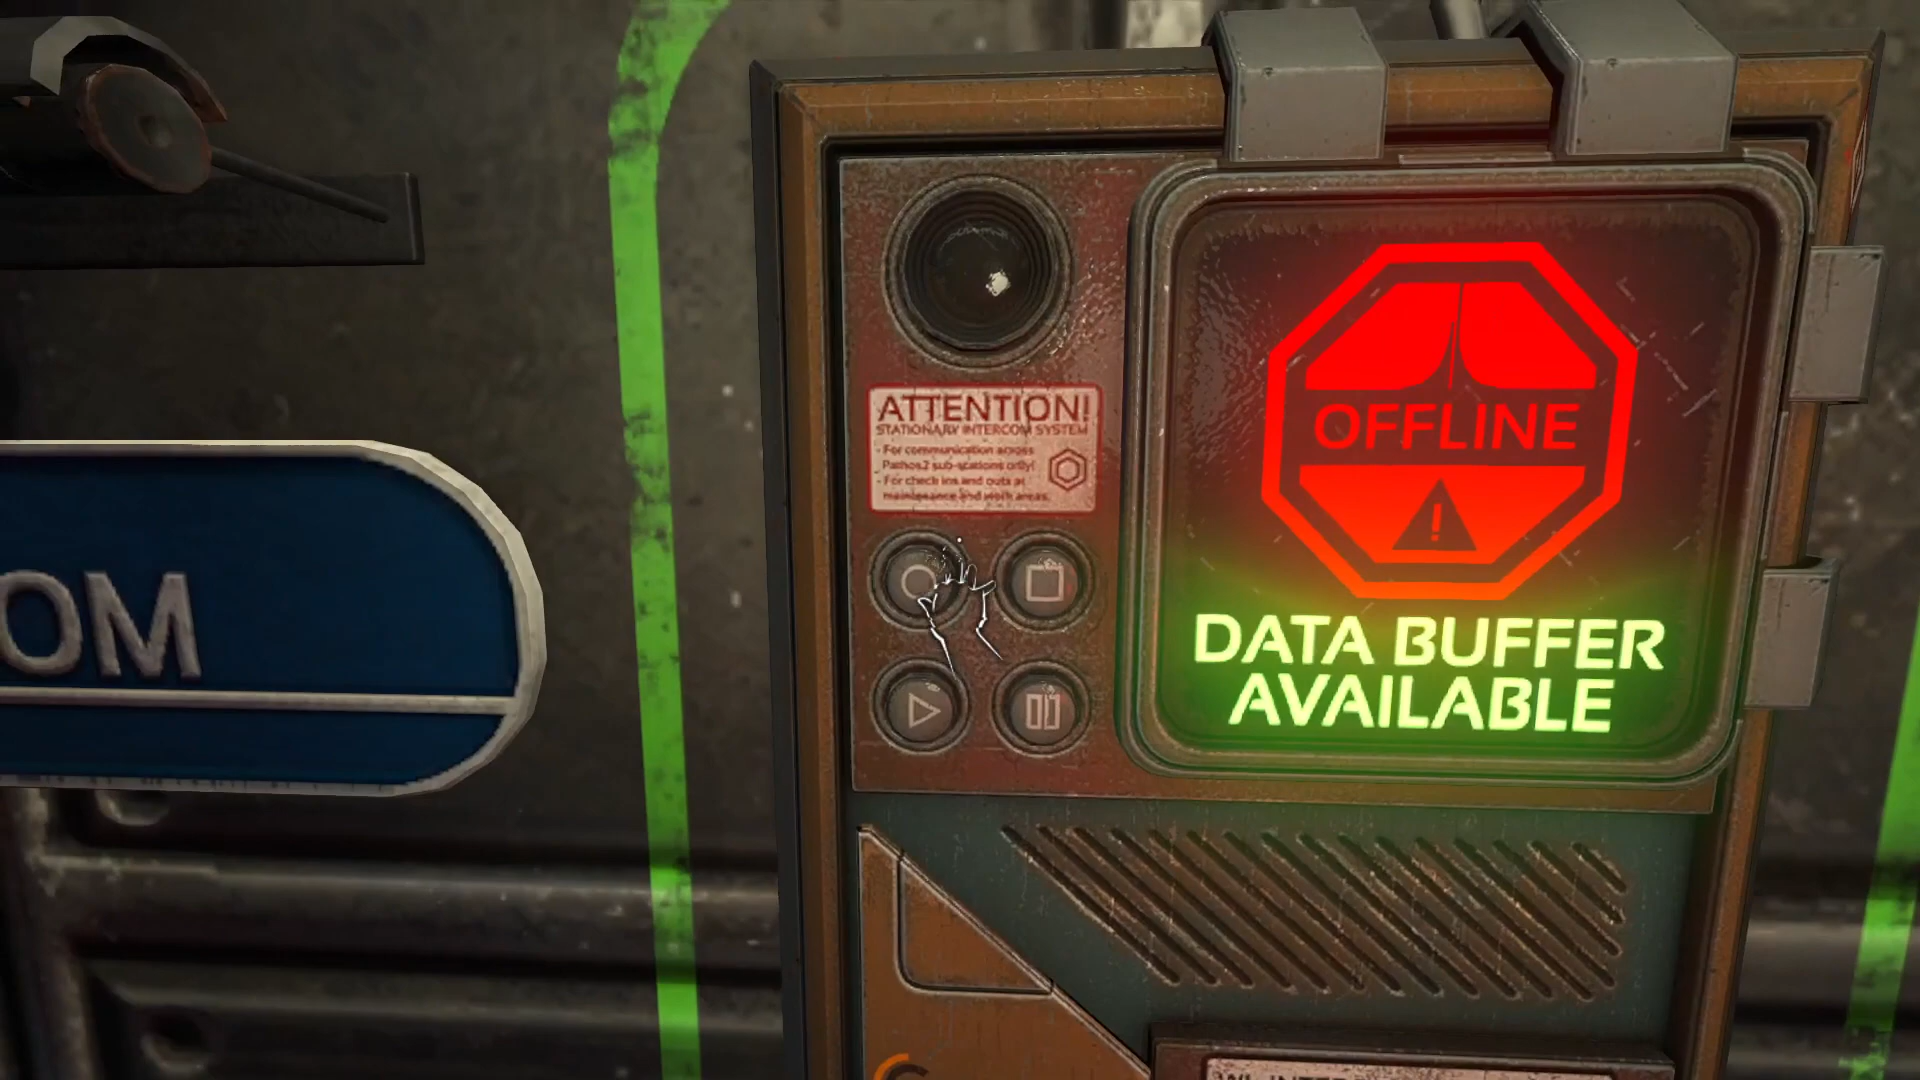 OM
ATTENTION!
STATIONARY INTERCOM SYSTEM
- For communication across
Pathos2 sub-stations only!
- For check ins and outs at
maintenance and work areas.
OFFLINE
!
DATA BUFFER
AVAILABLE